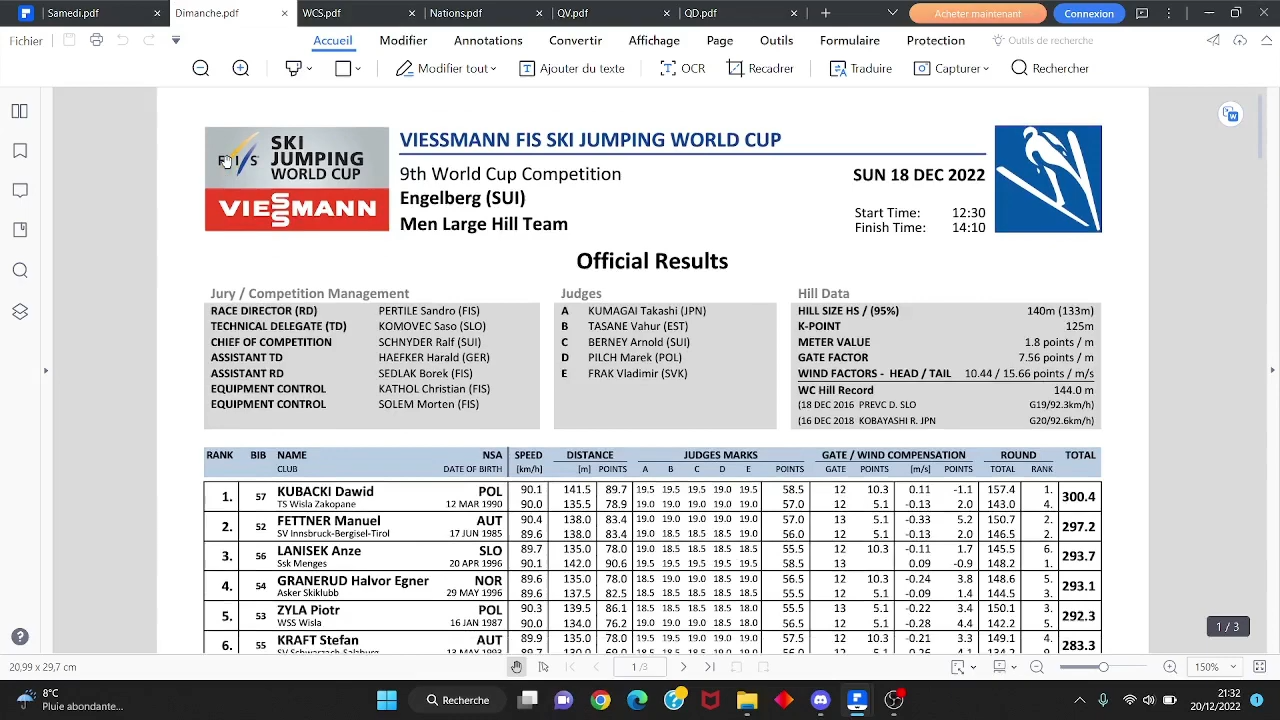 Samedi.pdf × Dimanche.pdf × WC5.pdf × Nations.pdf × QV.pdf × QD.pdf × + Acheter maintenant Connexion
Fichier Accueil Modifier Annotations Convertir Affichage Page Outils Formulaire Protection Outils de recherche
Modifier tout Ajouter du texte OCR Recadrer Traduire Capturer Rechercher
SKI
JUMPING
WORLD CUP
F I S
VIESSMANN
VIESSMANN FIS SKI JUMPING WORLD CUP
9th World Cup Competition SUN 18 DEC 2022
Engelberg (SUI)
Men Large Hill Team
Start Time: 12:30
Finish Time: 14:10
Official Results
Jury / Competition Management
RACE DIRECTOR (RD) PERTILE Sandro (FIS)
TECHNICAL DELEGATE (TD) KOMOVEC Saso (SLO)
CHIEF OF COMPETITION SCHNYDER Ralf (SUI)
ASSISTANT TD HAEFKER Harald (GER)
ASSISTANT RD SEDLAK Borek (FIS)
EQUIPMENT CONTROL KATHOL Christian (FIS)
EQUIPMENT CONTROL SOLEM Morten (FIS)
Judges
A KUMAGAI Takashi (JPN)
B TASANE Vahur (EST)
C BERNEY Arnold (SUI)
D PILCH Marek (POL)
E FRAK Vladimir (SVK)
Hill Data
HILL SIZE HS / (95%) 140m (133m)
K-POINT 125m
METER VALUE 1.8 points / m
GATE FACTOR 7.56 points / m
WIND FACTORS - HEAD / TAIL 10.44 / 15.66 points / m/s
WC Hill Record 144.0 m
(18 DEC 2016 PREVC D. SLO G19/92.3km/h)
(16 DEC 2018 KOBAYASHI R. JPN G20/92.6km/h)
RANK BIB NAME NSA SPEED DISTANCE JUDGES MARKS GATE / WIND COMPENSATION ROUND TOTAL
CLUB DATE OF BIRTH [km/h] [m] POINTS A B C D E POINTS GATE POINTS [m/s] POINTS TOTAL RANK
1. 57 KUBACKI Dawid POL 90.1 141.5 89.7 19.5 19.5 19.5 19.0 19.5 58.5 12 10.3 0.11 -1.1 157.4 1. 300.4
TS Wisla Zakopane 12 MAR 1990 90.0 135.5 78.9 19.0 19.0 19.0 19.0 19.0 57.0 12 5.1 -0.13 2.0 143.0 4.
2. 52 FETTNER Manuel AUT 90.4 138.0 83.4 19.0 19.0 19.0 19.0 19.0 57.0 13 5.1 -0.33 5.2 150.7 2. 297.2
SV Innsbruck-Bergisel-Tirol 17 JUN 1985 89.6 138.0 83.4 19.0 18.5 18.5 18.5 19.0 56.0 12 5.1 -0.13 2.0 146.5 2.
3. 56 LANISEK Anze SLO 89.7 135.0 78.0 19.0 18.5 18.5 18.5 18.5 55.5 12 10.3 -0.11 1.7 145.5 6. 293.7
Ssk Menges 20 APR 1996 90.1 142.0 90.6 19.5 19.5 19.5 19.5 19.5 58.5 13 0.09 -0.9 148.2 1.
4. 54 GRANERUD Halvor Egner NOR 89.6 135.0 78.0 18.5 19.0 19.0 18.5 19.0 56.5 12 10.3 -0.24 3.8 148.6 5. 293.1
Asker Skiklubb 29 MAY 1996 89.6 137.5 82.5 18.5 19.0 18.5 18.5 18.5 55.5 12 5.1 -0.09 1.4 144.5 3.
5. 53 ZYLA Piotr POL 90.3 139.5 86.1 18.5 18.5 18.5 18.5 18.0 55.5 13 5.1 -0.22 3.4 150.1 3. 292.3
WSS Wisla 16 JAN 1987 90.0 134.0 76.2 19.0 19.0 18.5 18.5 19.0 56.5 12 5.1 -0.28 4.4 142.2 5.
6. 55 KRAFT Stefan AUT 89.9 135.0 78.0 19.5 19.5 19.0 19.0 19.0 57.5 12 10.3 -0.21 3.3 149.1 4. 283.3
1 / 3
20,99 x 29,7 cm 1 /3 150%
8°C
Pluie abondante...
Recherche
21:32
20/12/2022